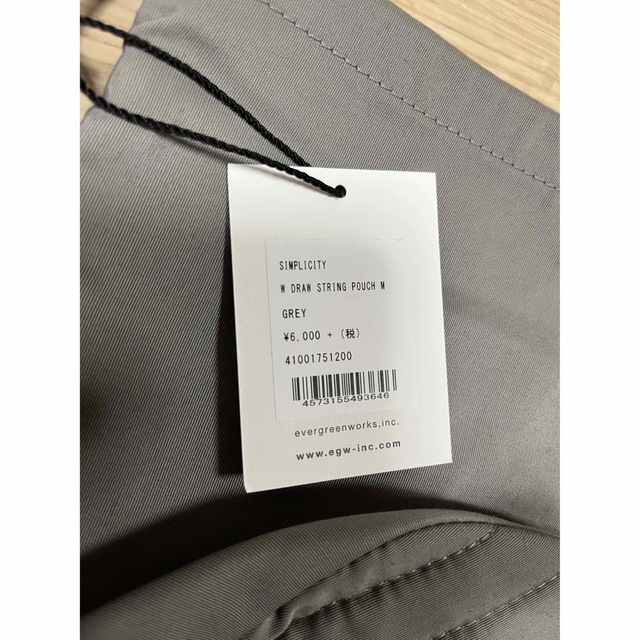 SIMPLICITY
W DRAW STRING POUCH M
GREY
¥6,000 + (税)
41001751200
4573155493646
evergreenworks,inc.
www.egw-inc.com